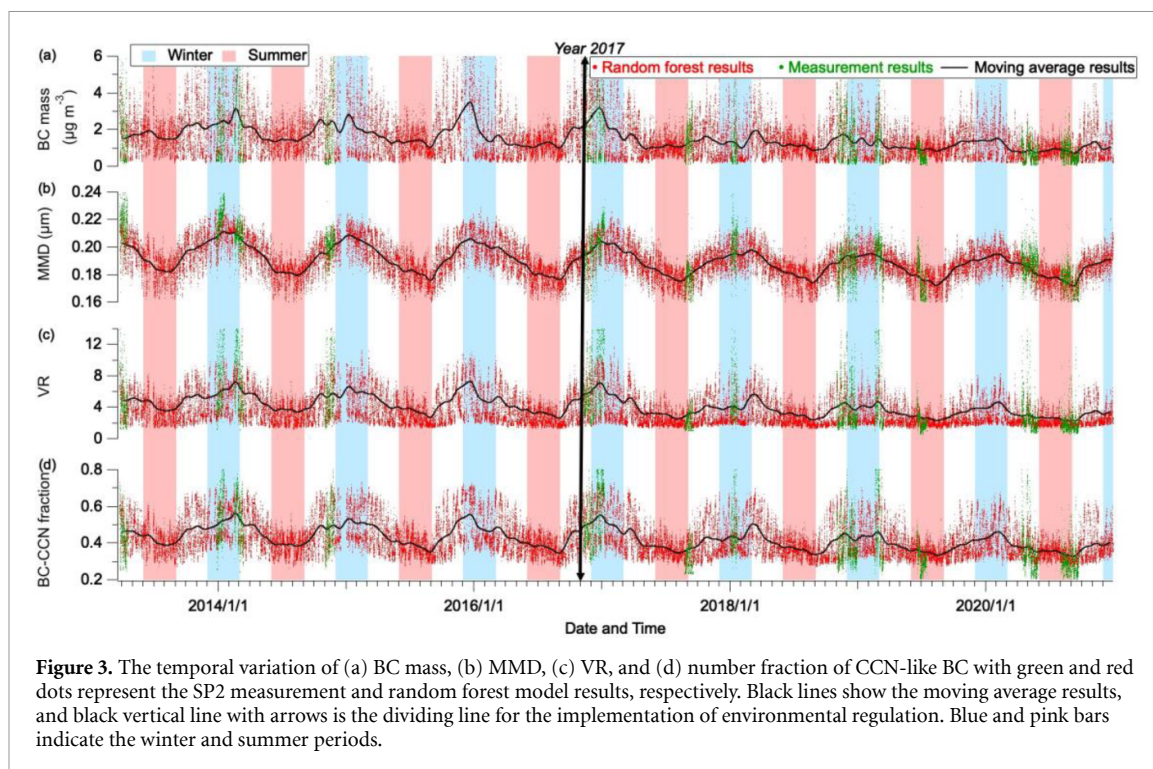 Year 2017
(a)
Winter Summer
• Random forest results • Measurement results — Moving average results
BC mass
(µg m⁻³)
6
4
2
0
(b)
MMD (µm)
0.24
0.22
0.20
0.18
0.16
(c)
VR
12
8
4
0
(d)
BC-CCN fraction
0.8
0.6
0.4
0.2
2014/1/1 2016/1/1 2018/1/1 2020/1/1
Date and Time
Figure 3. The temporal variation of (a) BC mass, (b) MMD, (c) VR, and (d) number fraction of CCN-like BC with green and red
dots represent the SP2 measurement and random forest model results, respectively. Black lines show the moving average results,
and black vertical line with arrows is the dividing line for the implementation of environmental regulation. Blue and pink bars
indicate the winter and summer periods.